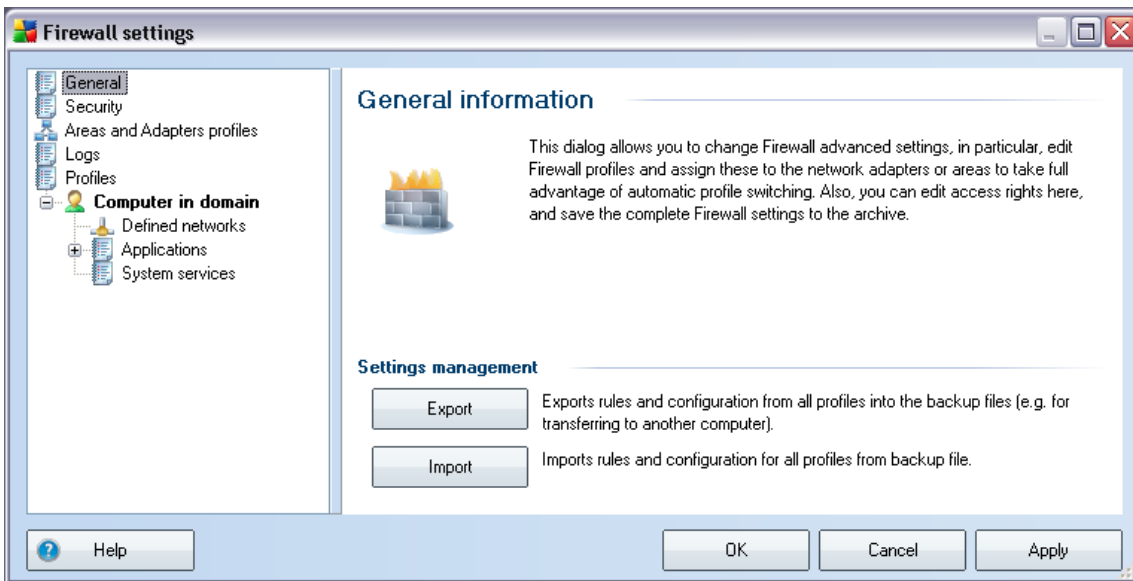 Firewall settings
General
Security
Areas and Adapters profiles
Logs
Profiles
Computer in domain
Defined networks
Applications
System services
General information
This dialog allows you to change Firewall advanced settings, in particular, edit
Firewall profiles and assign these to the network adapters or areas to take full
advantage of automatic profile switching. Also, you can edit access rights here,
and save the complete Firewall settings to the archive.
Settings management
Export
Exports rules and configuration from all profiles into the backup files (e.g. for
transferring to another computer).
Import
Imports rules and configuration for all profiles from backup file.
Help
OK
Cancel
Apply